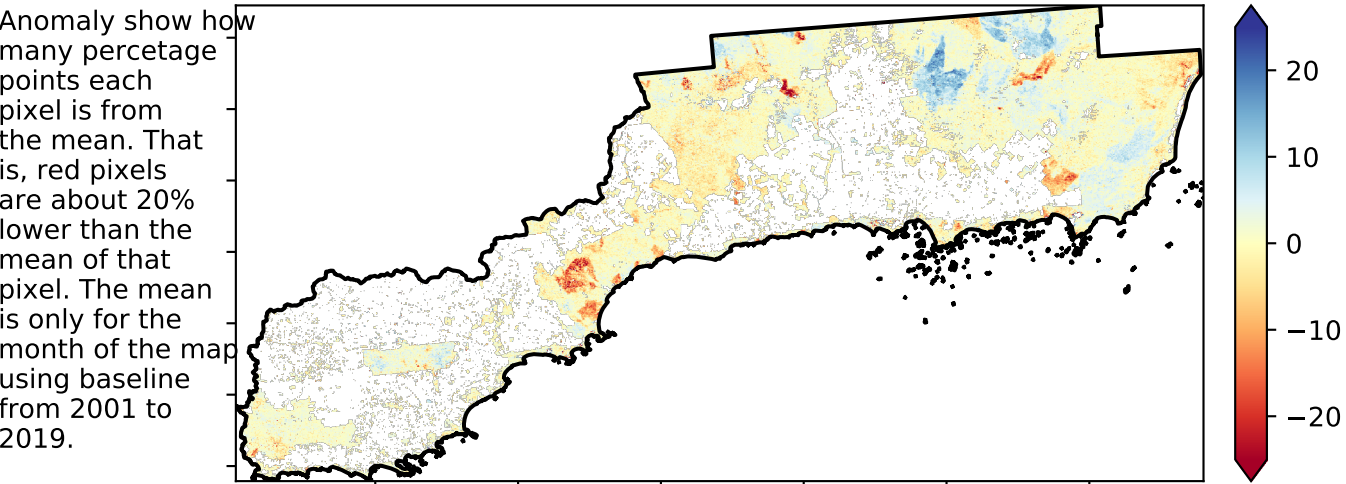 Anomaly show how
many percetage
points each
pixel is from
the mean. That
is, red pixels
are about 20%
lower than the
mean of that
pixel. The mean
is only for the
month of the map
using baseline
from 2001 to
2019.
20
10
0
−10
−20